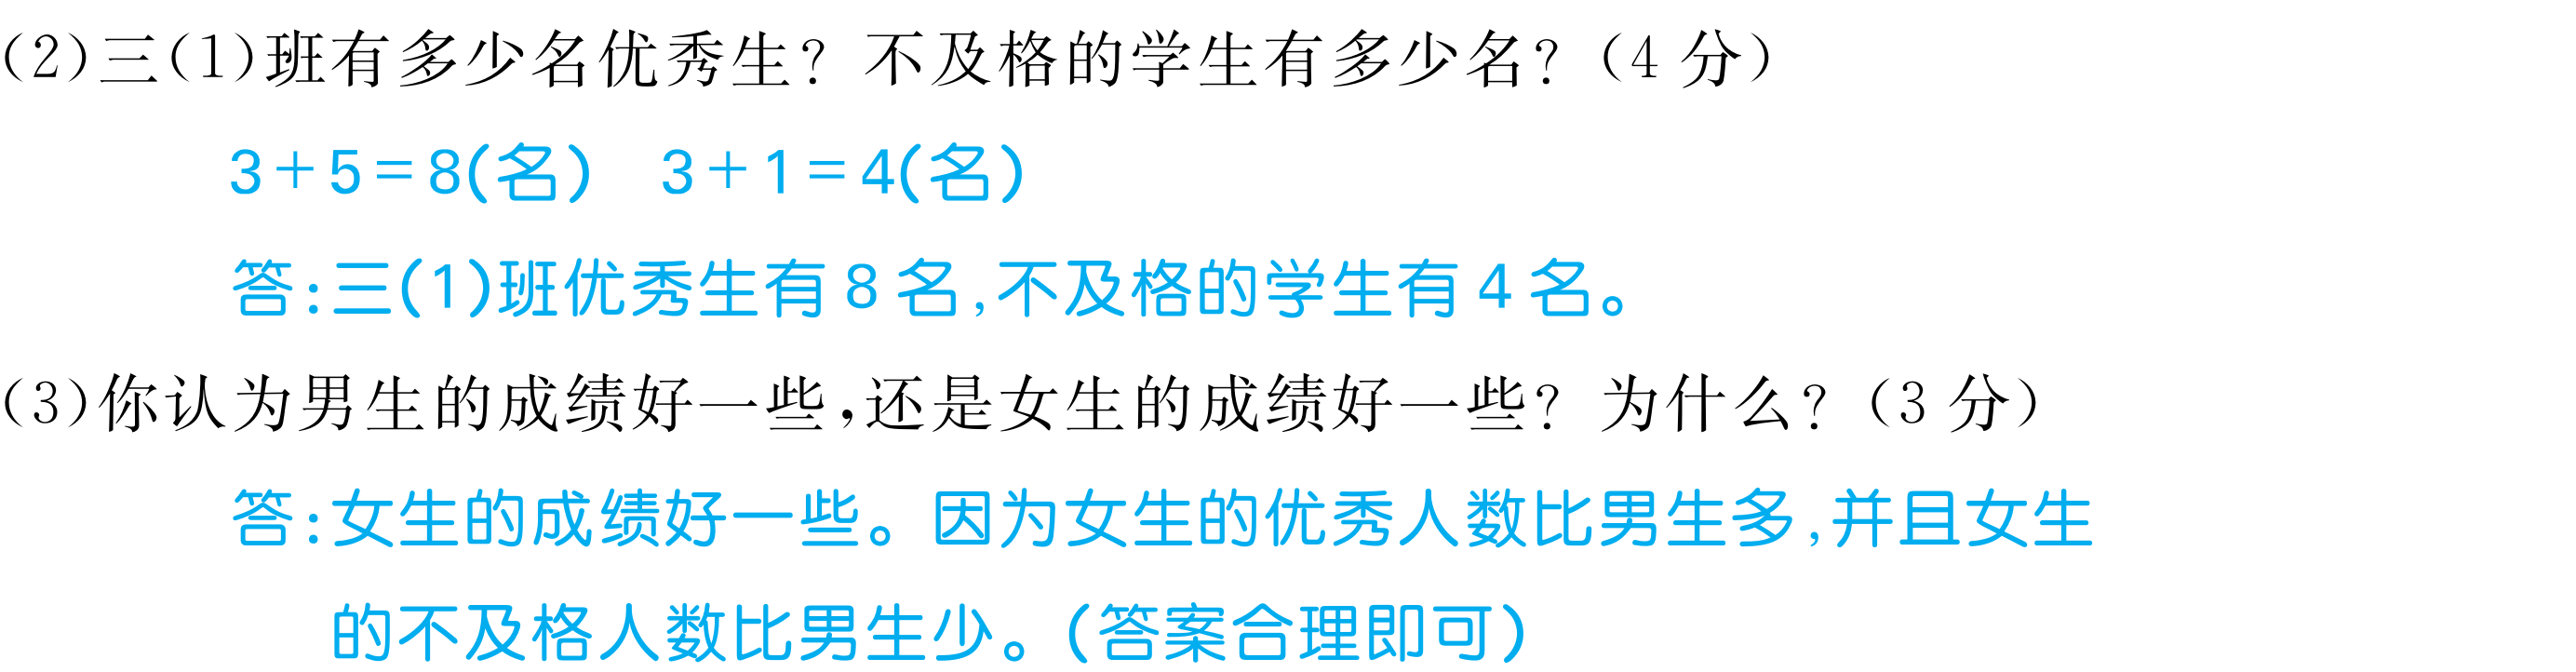 (2)三(1)班有多少名优秀生？不及格的学生有多少名？(4 分)
3+5=8(名) 3+1=4(名)
答:三(1)班优秀生有 8 名,不及格的学生有 4 名。
(3)你认为男生的成绩好一些,还是女生的成绩好一些？为什么？(3 分)
答:女生的成绩好一些。因为女生的优秀人数比男生多,并且女生
的不及格人数比男生少。(答案合理即可)